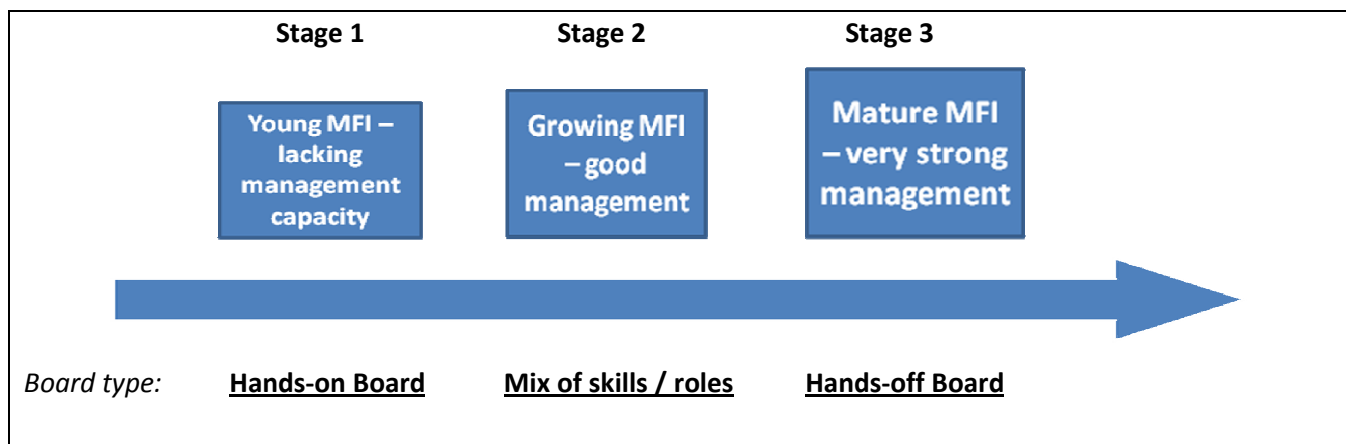 Stage 1 Stage 2 Stage 3
Young MFI –
lacking
management
capacity
Growing MFI
– good
management
Mature MFI
– very strong
management
Board type: Hands-on Board Mix of skills / roles Hands-off Board